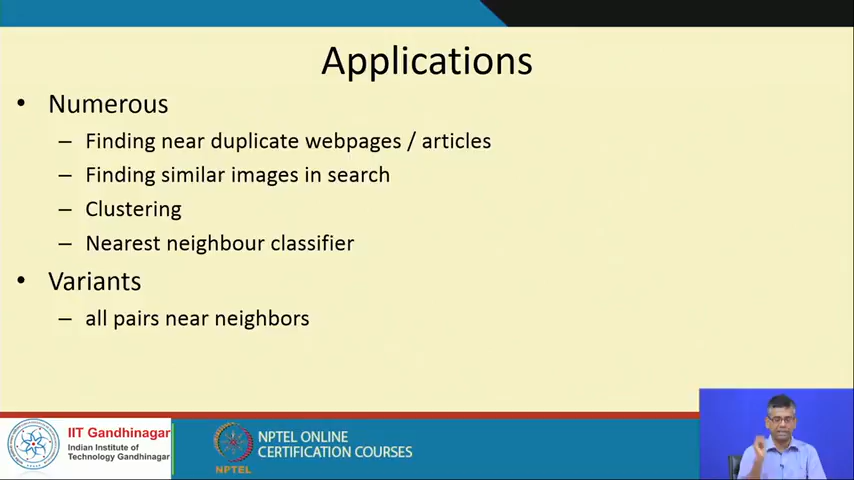 Applications
• Numerous
– Finding near duplicate webpages / articles
– Finding similar images in search
– Clustering
– Nearest neighbour classifier
• Variants
– all pairs near neighbors
IIT Gandhinagar
Indian Institute of
Technology Gandhinagar
NPTEL
NPTEL ONLINE
CERTIFICATION COURSES